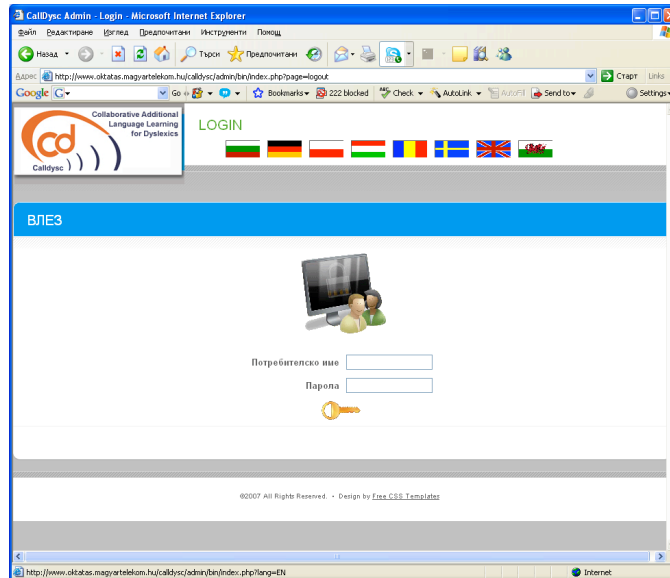 CallDysc Admin - Login - Microsoft Internet Explorer
Файл Редактиране Изглед Предпочитани Инструменти Помощ
Назад Търси Предпочитани
Адрес http://www.oktatas.magyartelekom.hu/calldysc/admin/bin/index.php?page=logout Старт Links
Google G Go Bookmarks 222 blocked Check AutoLink AutoFill Send to Settings
Collaborative Additional
Language Learning
for Dyslexics
cd
Calldysc
LOGIN
ВЛЕЗ
Потребителско име
Парола
©2007 All Rights Reserved. • Design by Free CSS Templates
http://www.oktatas.magyartelekom.hu/calldysc/admin/bin/index.php?lang=EN Internet